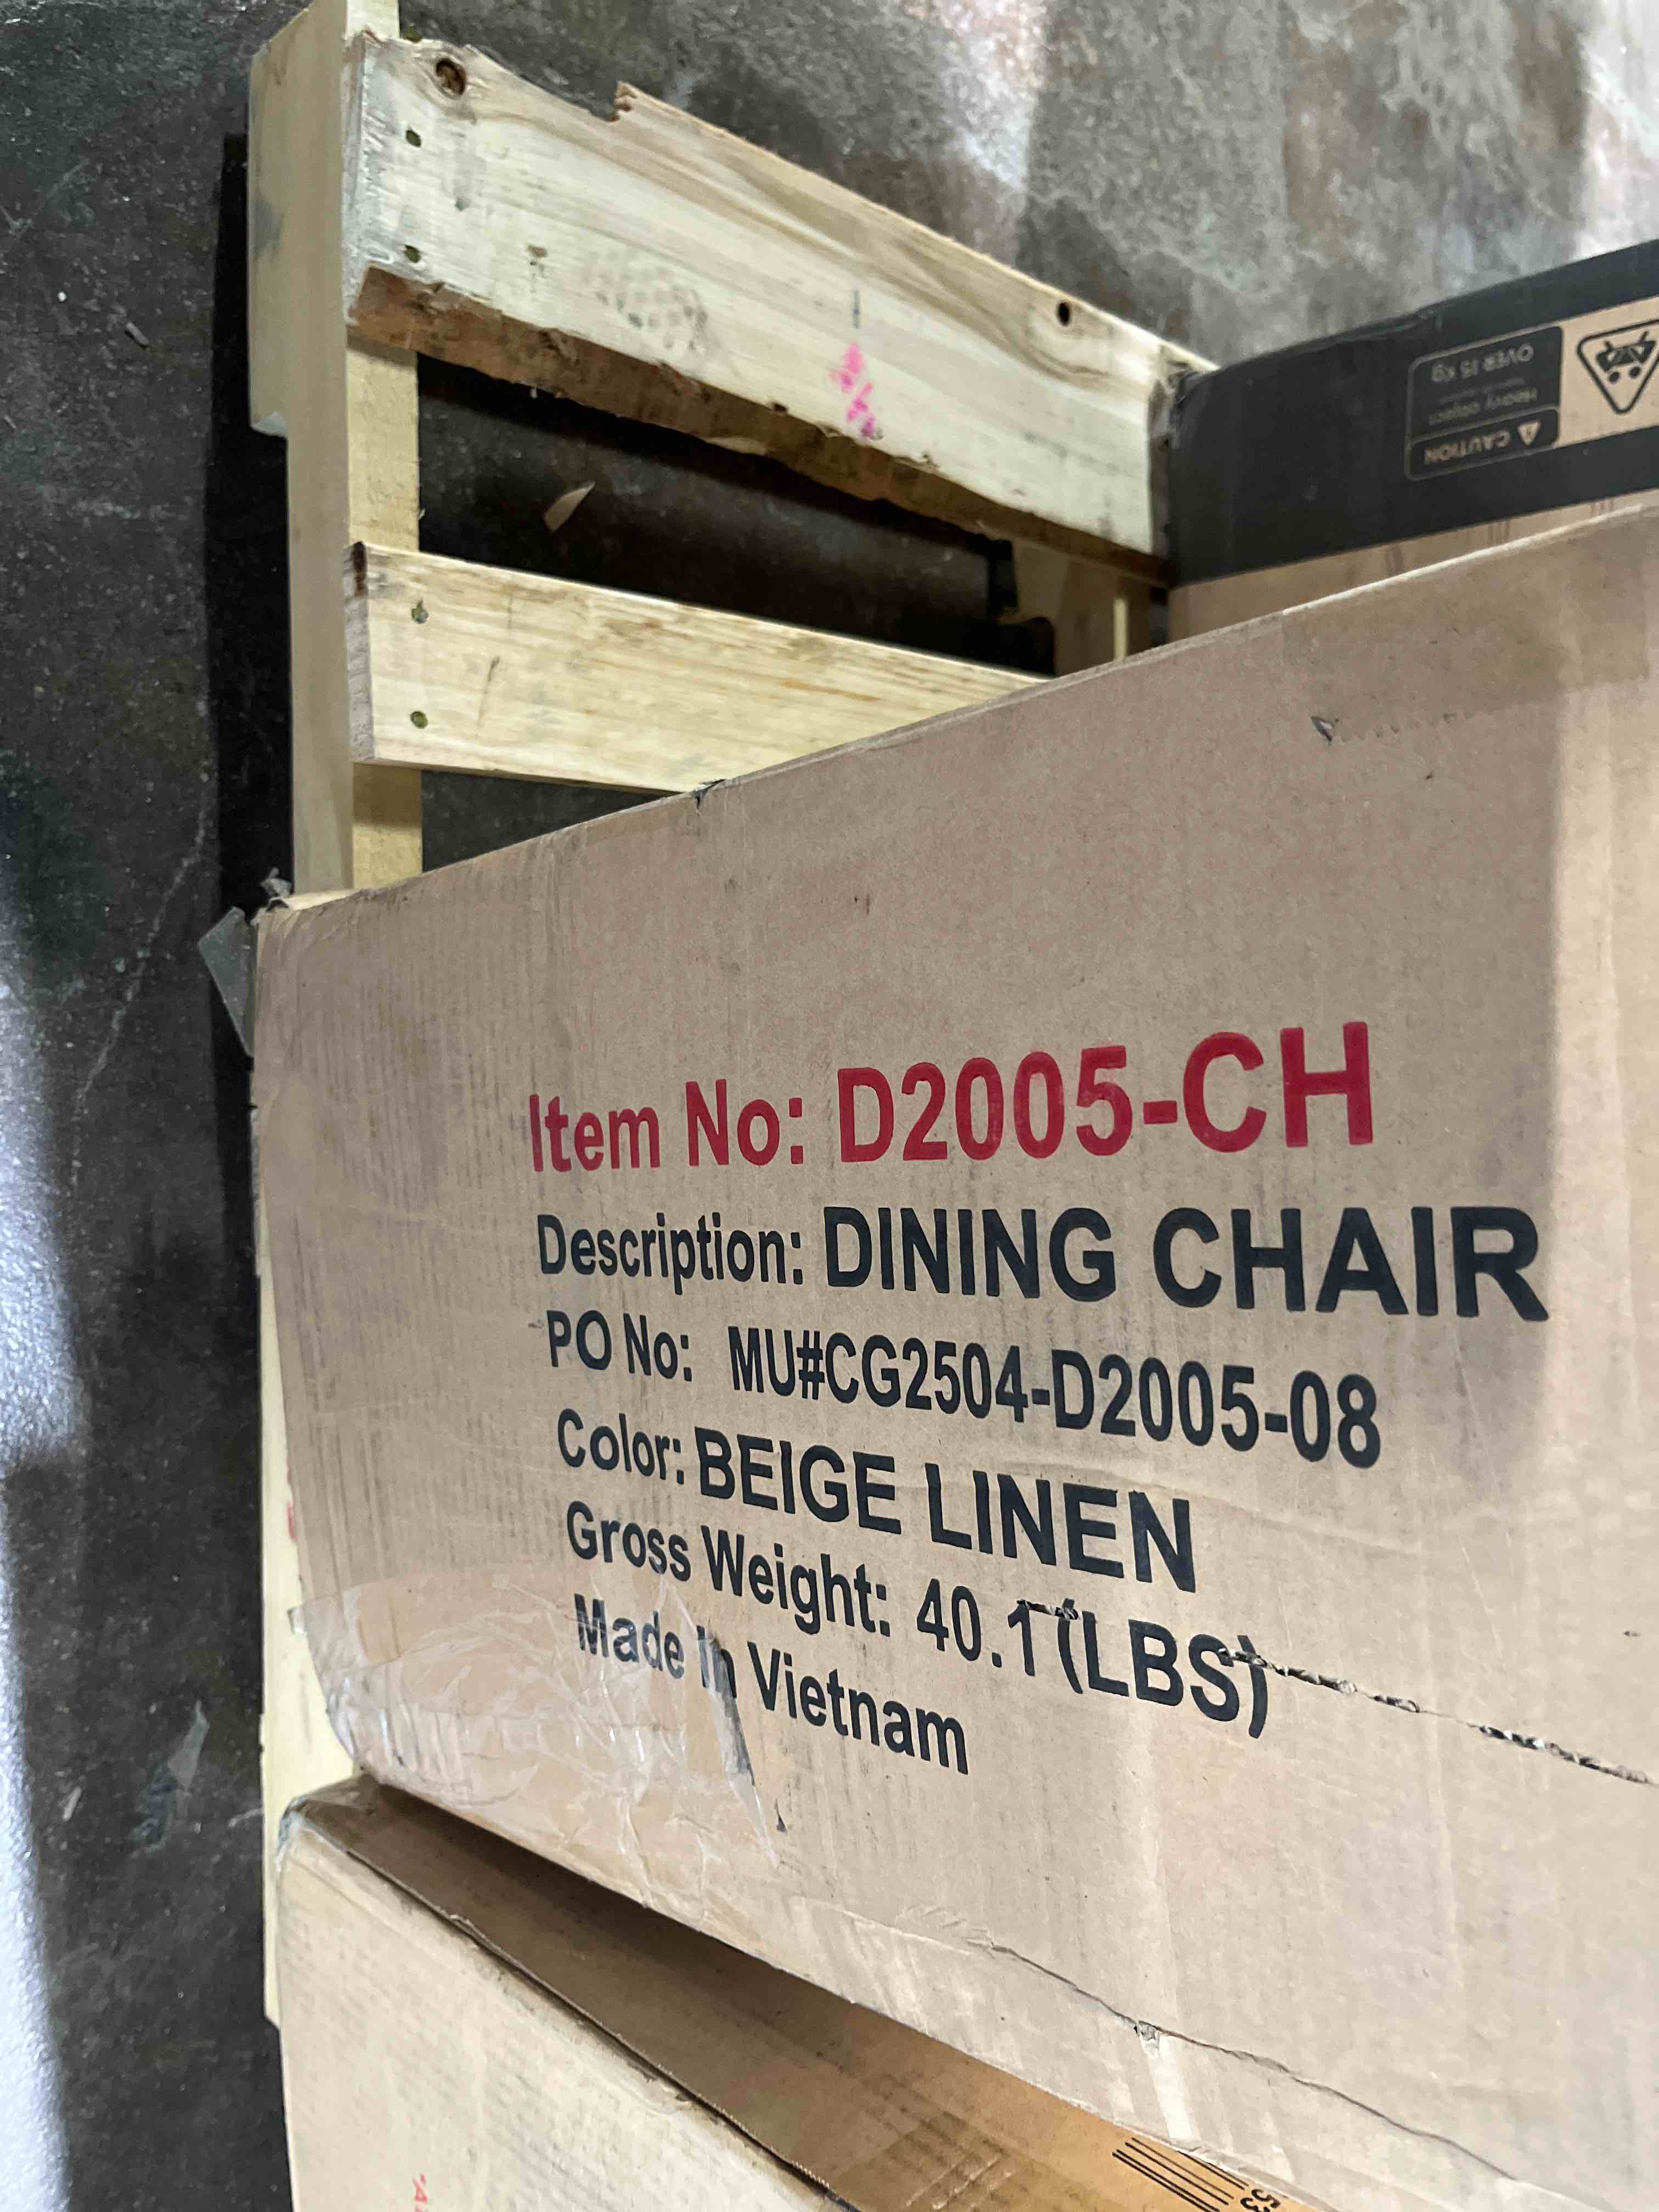 Item No: D2005-CH
Description: DINING CHAIR
PO No: MU#CG2504-D2005-08
Color: BEIGE LINEN
Gross Weight: 40.1 (LBS)
Made In Vietnam
CAUTION
Heavy object
OVER 15 Kg
53